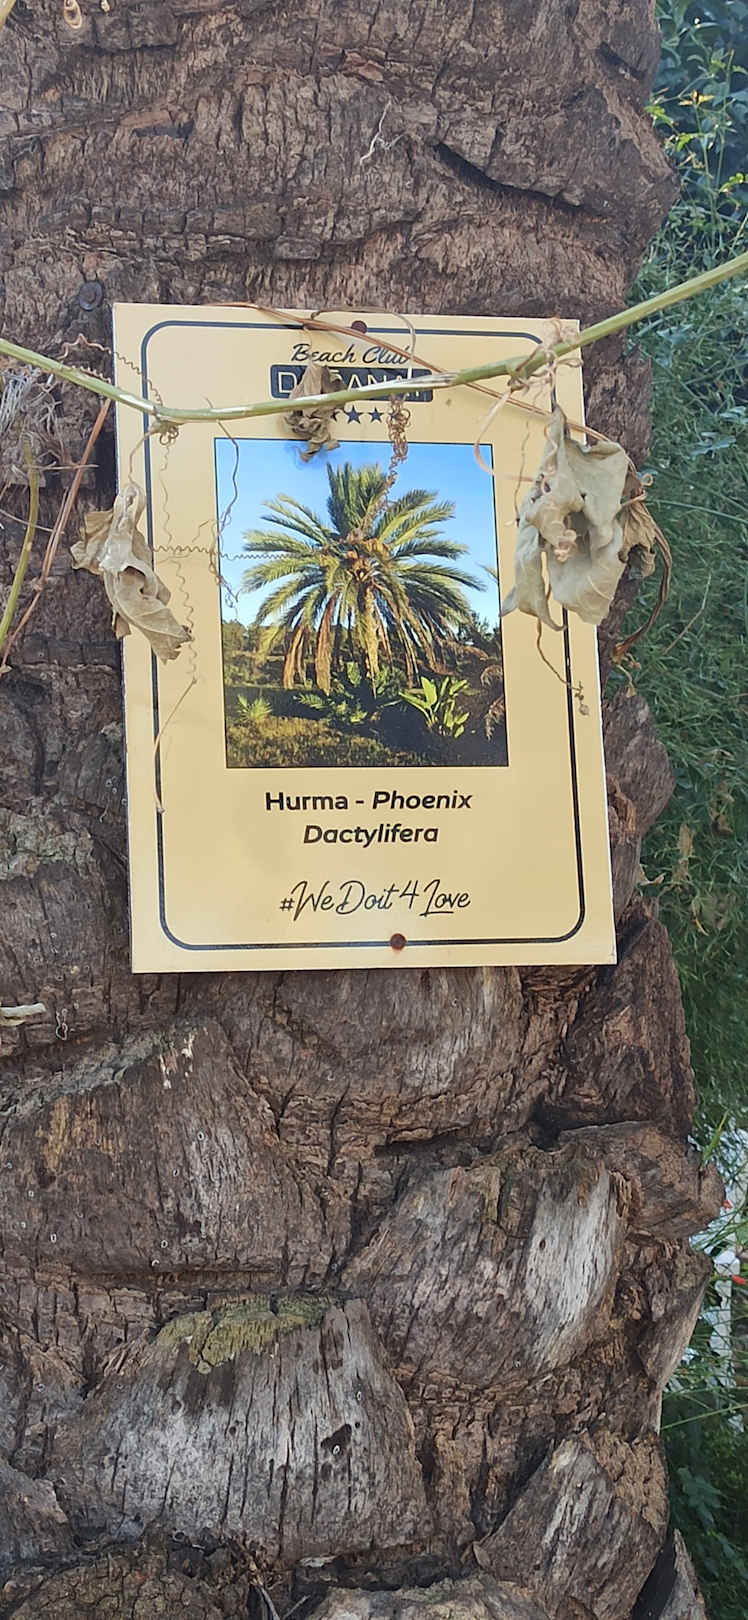 Beach Club
Hurma - Phoenix
Dactylifera
#WeDoit4Love